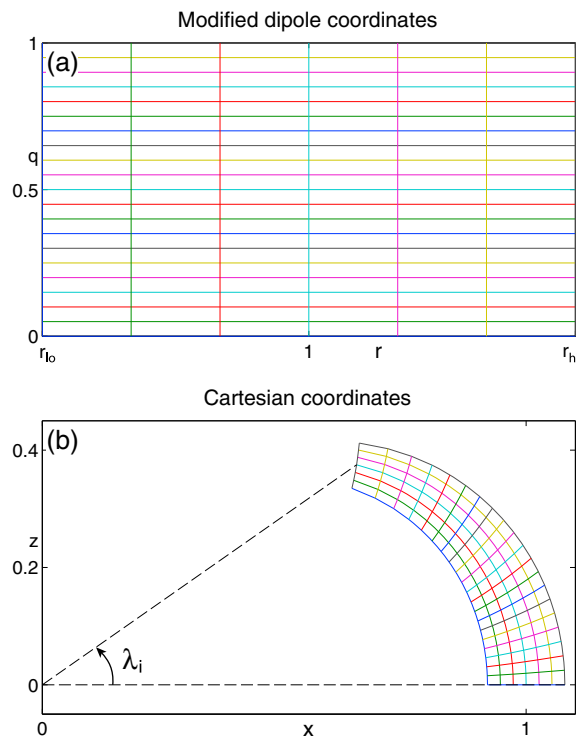 Modified dipole coordinates
(a)
1
q
0.5
0
r_lo 1 r r_h
Cartesian coordinates
(b)
0.4
z
0.2
λ_i
0
0 x 1